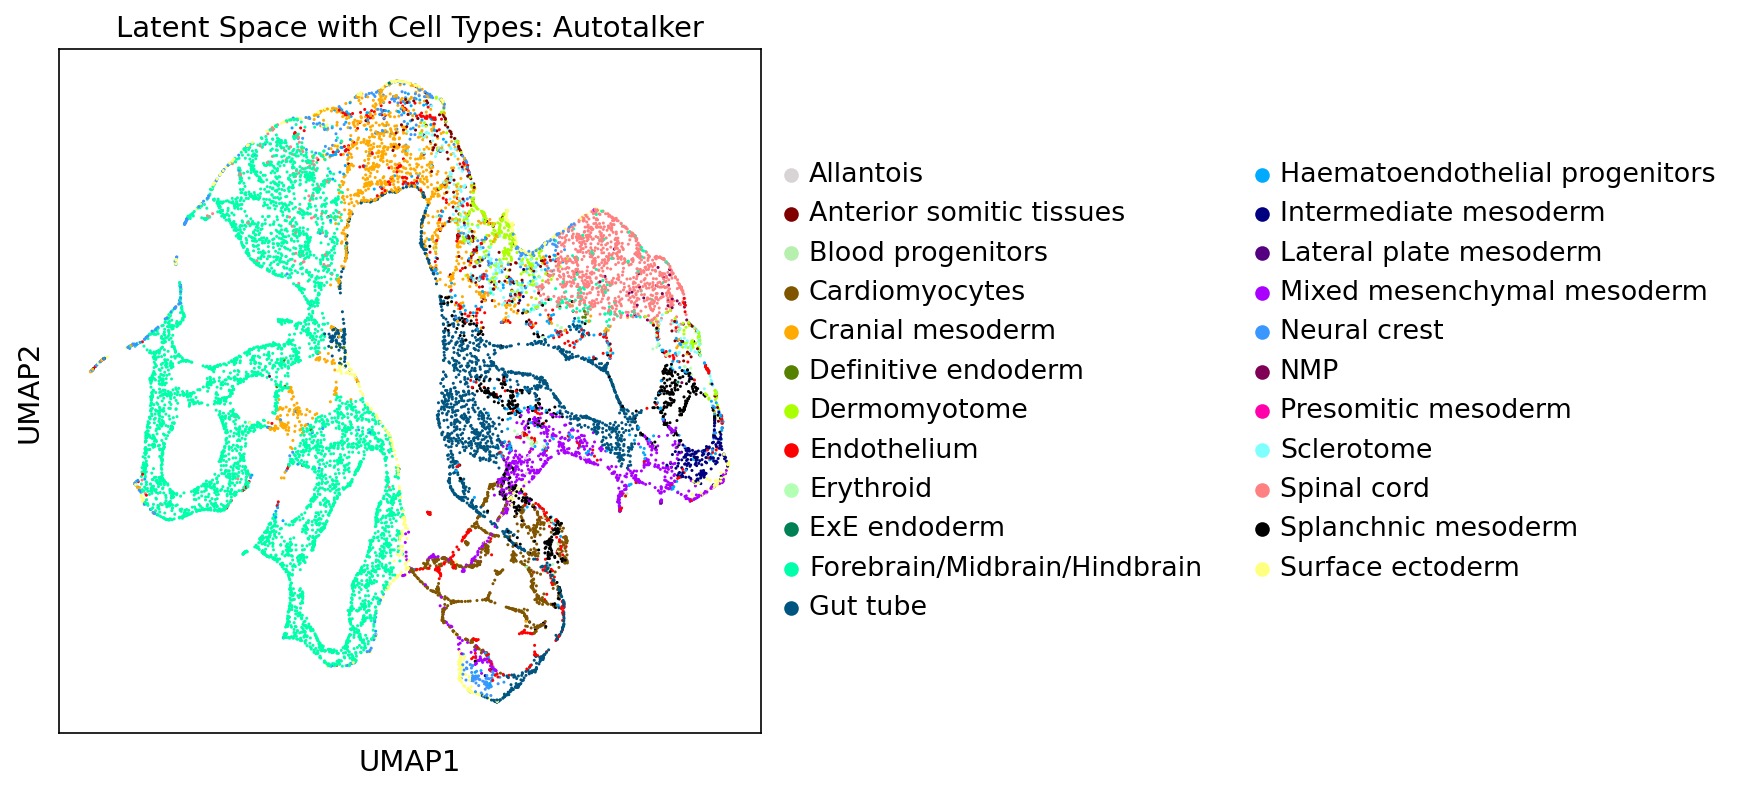 Latent Space with Cell Types: Autotalker
UMAP2
UMAP1
Allantois
Anterior somitic tissues
Blood progenitors
Cardiomyocytes
Cranial mesoderm
Definitive endoderm
Dermomyotome
Endothelium
Erythroid
ExE endoderm
Forebrain/Midbrain/Hindbrain
Gut tube
Haematoendothelial progenitors
Intermediate mesoderm
Lateral plate mesoderm
Mixed mesenchymal mesoderm
Neural crest
NMP
Presomitic mesoderm
Sclerotome
Spinal cord
Splanchnic mesoderm
Surface ectoderm